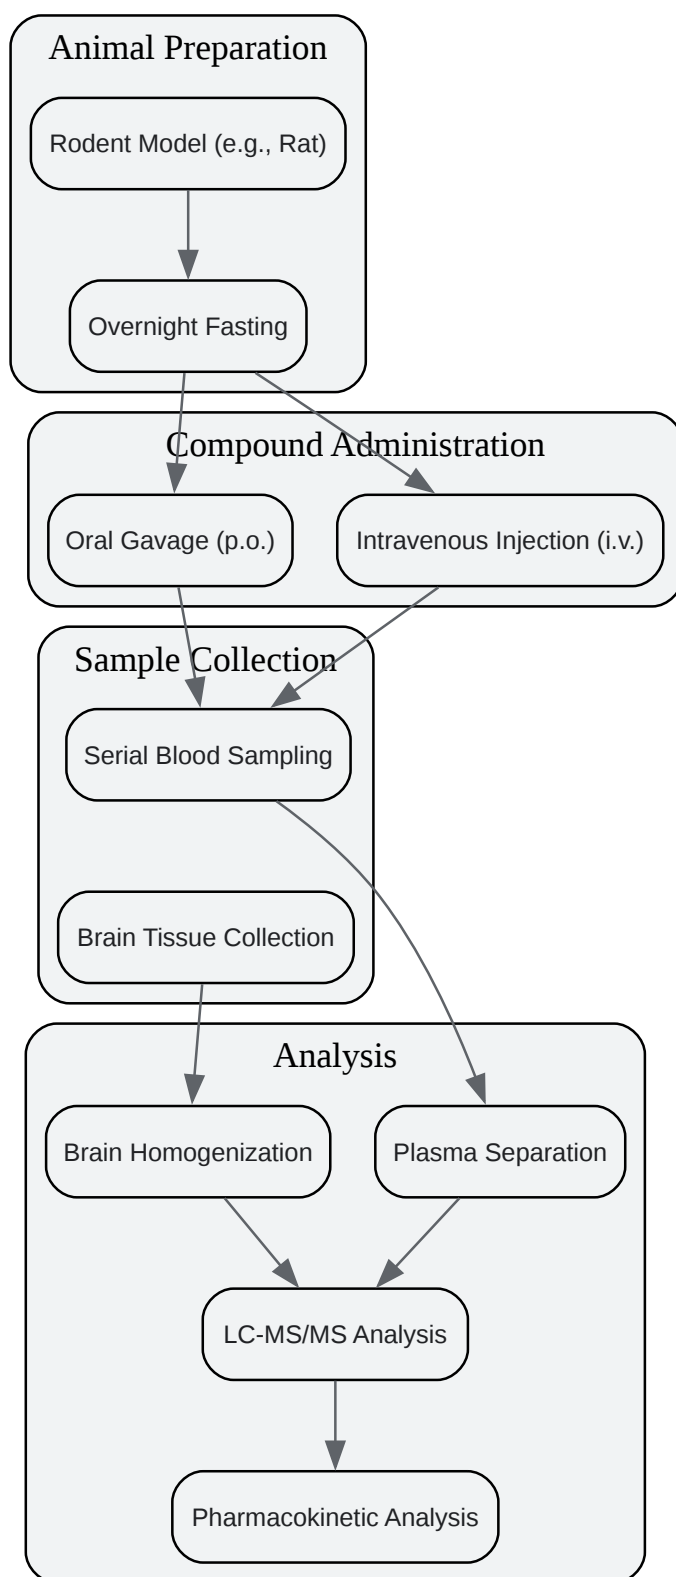 Animal Preparation
Rodent Model (e.g., Rat)
Overnight Fasting
Compound Administration
Oral Gavage (p.o.)
Intravenous Injection (i.v.)
Sample Collection
Serial Blood Sampling
Brain Tissue Collection
Analysis
Brain Homogenization
Plasma Separation
LC-MS/MS Analysis
Pharmacokinetic Analysis